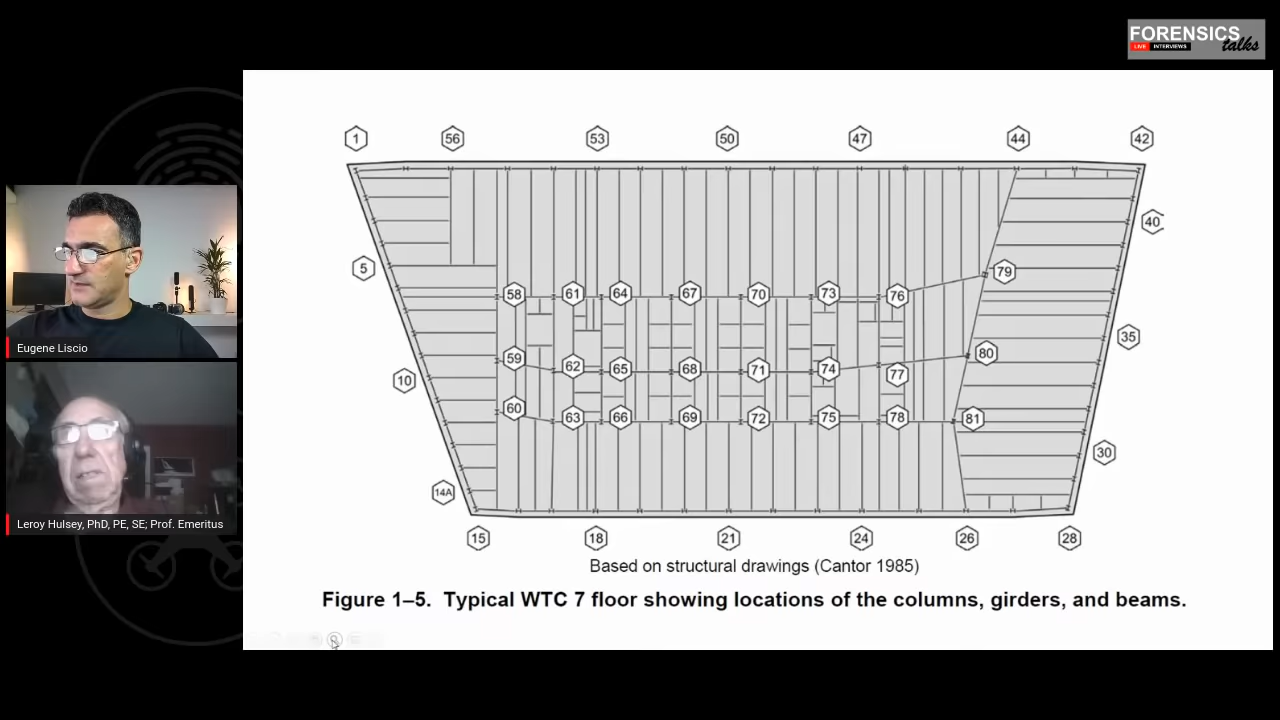 FORENSICS
LIVE INTERVIEWS talks
1 56 53 50 47 44 42
40
5 79
58 61 64 67 70 73 76
35
59 62 65 68 71 74 77 80
10
60 63 66 69 72 75 78 81
30
14A
15 18 21 24 26 28
Based on structural drawings (Cantor 1985)
Figure 1–5. Typical WTC 7 floor showing locations of the columns, girders, and beams.
Eugene Liscio
Leroy Hulsey, PhD, PE, SE; Prof. Emeritus